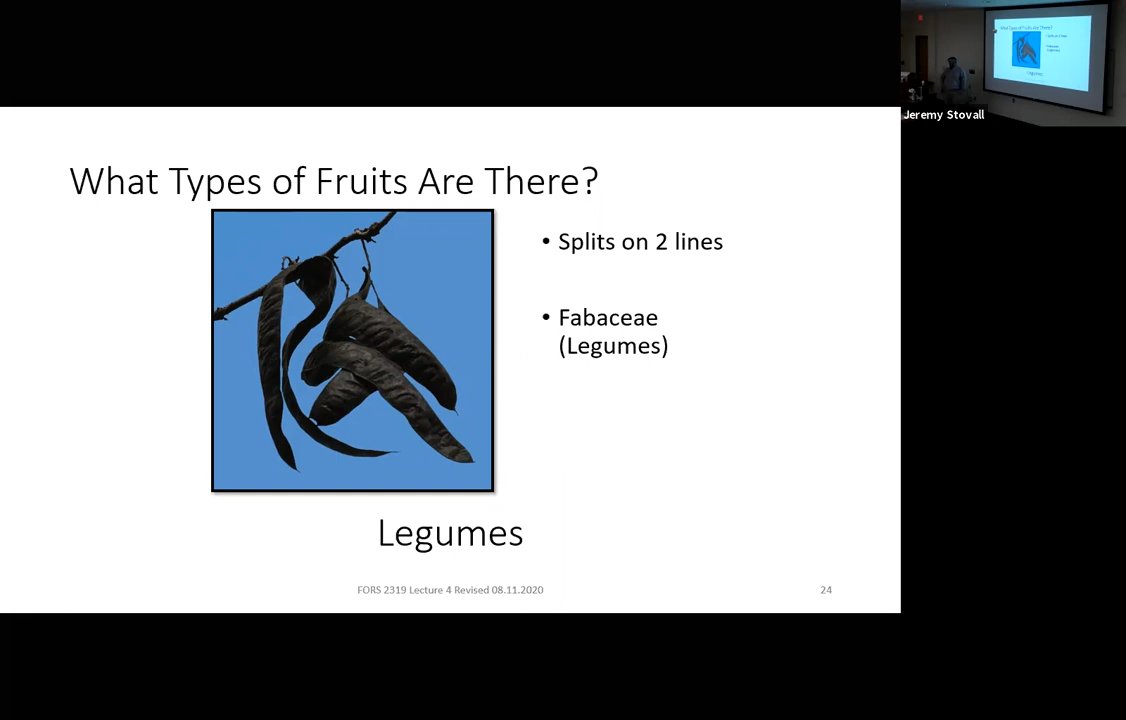 Jeremy Stovall
What Types of Fruits Are There?
• Splits on 2 lines
• Fabaceae
(Legumes)
Legumes
FORS 2319 Lecture 4 Revised 08.11.2020
24